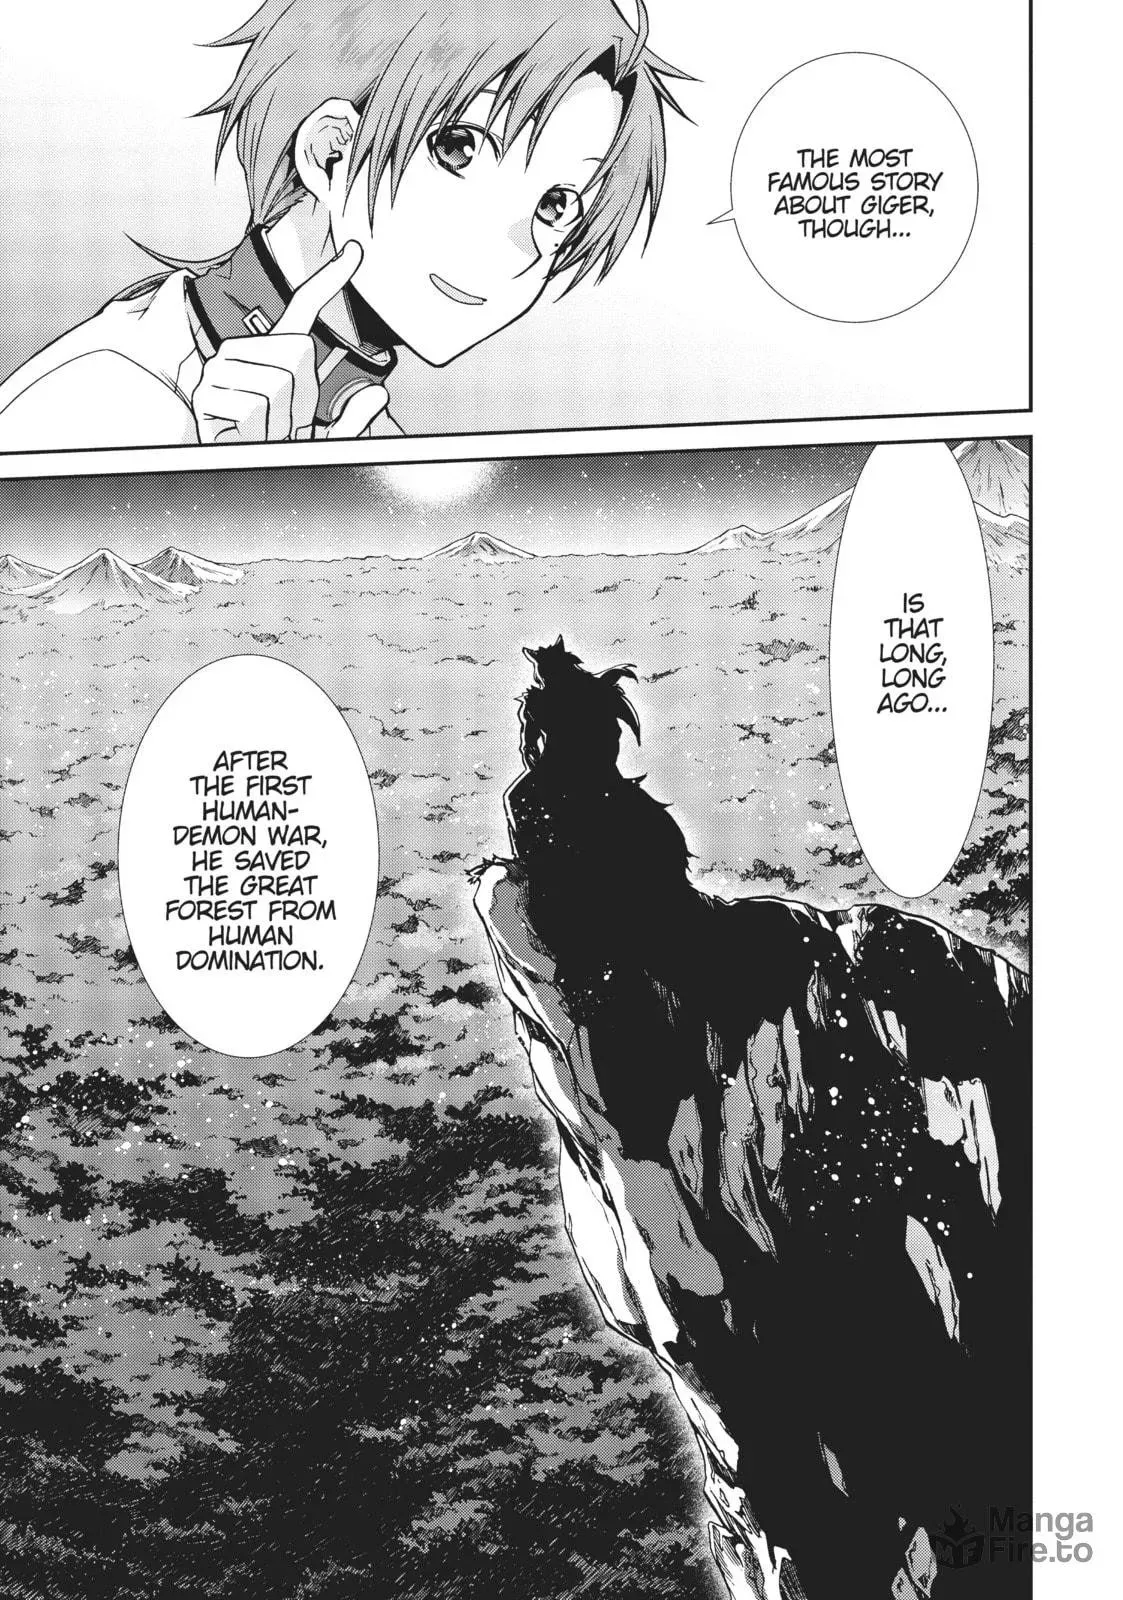 THE MOST
FAMOUS STORY
ABOUT GIGER,
THOUGH...
IS
THAT
LONG,
LONG
AGO...
AFTER
THE FIRST
HUMAN-
DEMON WAR,
HE SAVED
THE GREAT
FOREST FROM
HUMAN
DOMINATION.
MF
Manga
Fire.to